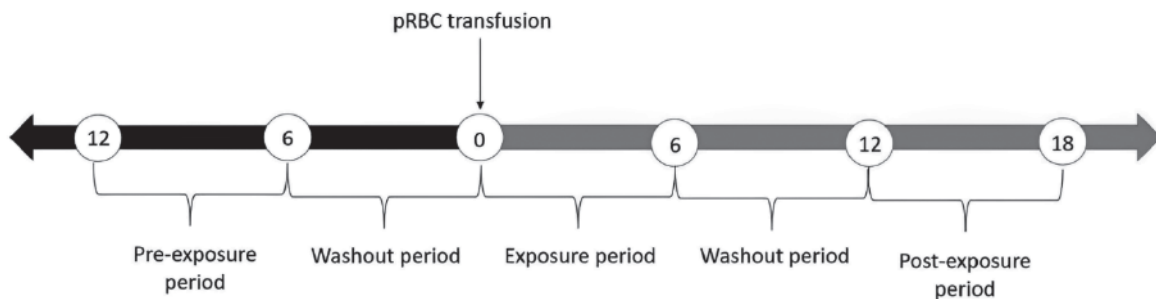 pRBC transfusion
12
6
0
6
12
18
Pre-exposure
period
Washout period
Exposure period
Washout period
Post-exposure
period